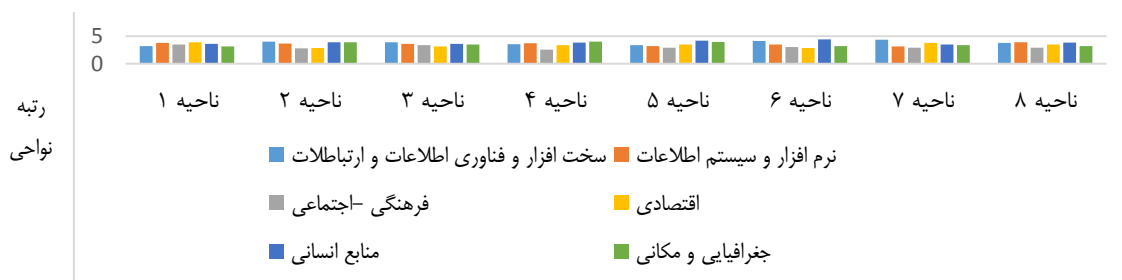 5
0
ناحیه ۱ ناحیه ۲ ناحیه ۳ ناحیه ۴ ناحیه ۵ ناحیه ۶ ناحیه ۷ ناحیه ۸
رتبه
نواحی
سخت افزار و فناوری اطلاعات و ارتباطلات نرم افزار و سیستم اطلاعات
فرهنگی –اجتماعی اقتصادی
منابع انسانی جغرافیایی و مکانی